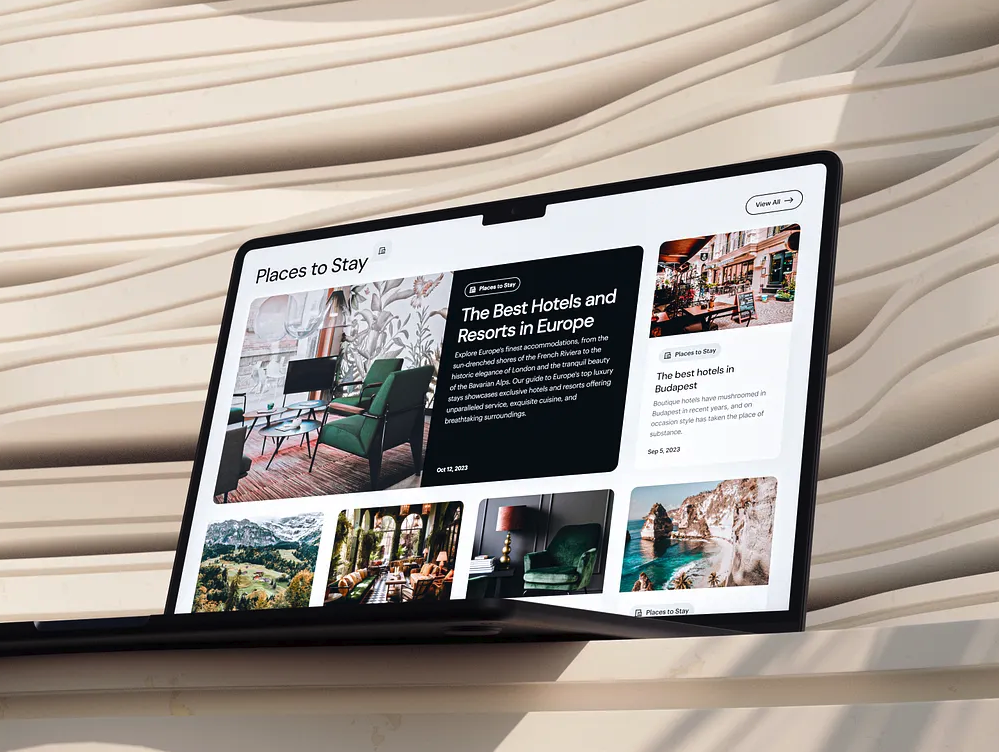 View All
Places to Stay
Places to Stay
The Best Hotels and
Resorts in Europe
Explore Europe's finest accommodations, from the
sun-drenched shores of the French Riviera to the
historic elegance of London and the tranquil beauty
of the Bavarian Alps. Our guide to Europe's top luxury
stays showcases exclusive hotels and resorts offering
unparalleled service, exquisite cuisine, and
breathtaking surroundings.
Oct 12, 2023
Places to Stay
The best hotels in
Budapest
Boutique hotels have mushroomed in
Budapest in recent years, and on
occasion style has taken the place of
substance.
Sep 5, 2023
Places to Stay